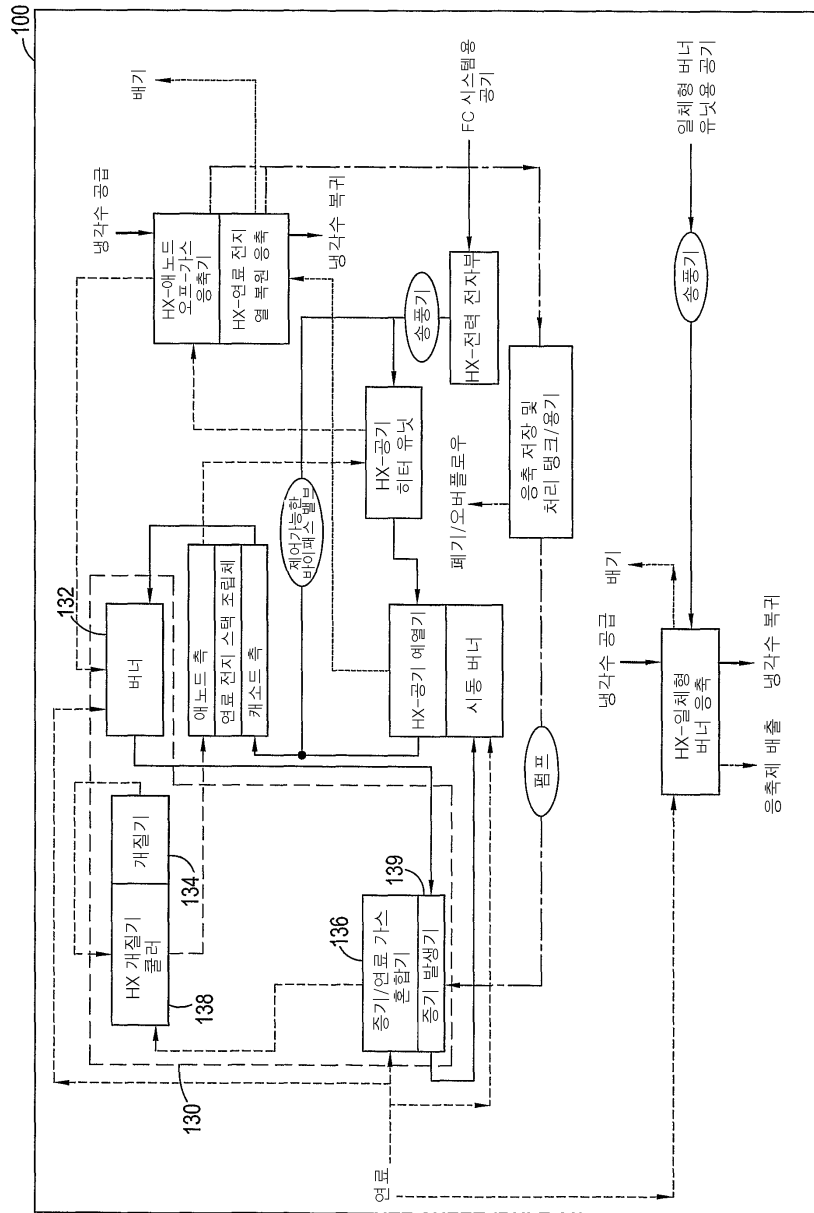 100
배기
냉각수 공급
HX-애노드
오프-가스
응축기
HX-연료 전지
열 복원 응축
냉각수 복귀
FC 시스템용
공기
일체형 버너
유닛용 공기
송풍기
HX-전력 전자부
송풍기
HX-공기
히터 유닛
제어가능한
바이패스밸브
응축 저장 및
처리 탱크/용기
폐기/오버플로우
132
버너
애노드 측
연료 전지 스택 조립체
캐소드 측
HX-공기 예열기
시동 버너
펌프
배기
냉각수 공급
HX-일체형
버너 응축
냉각수 복귀
응축제 배출
개질기
134
HX 개질기
쿨러
138
139
136
증기/연료 가스
혼합기
증기 발생기
130
연료